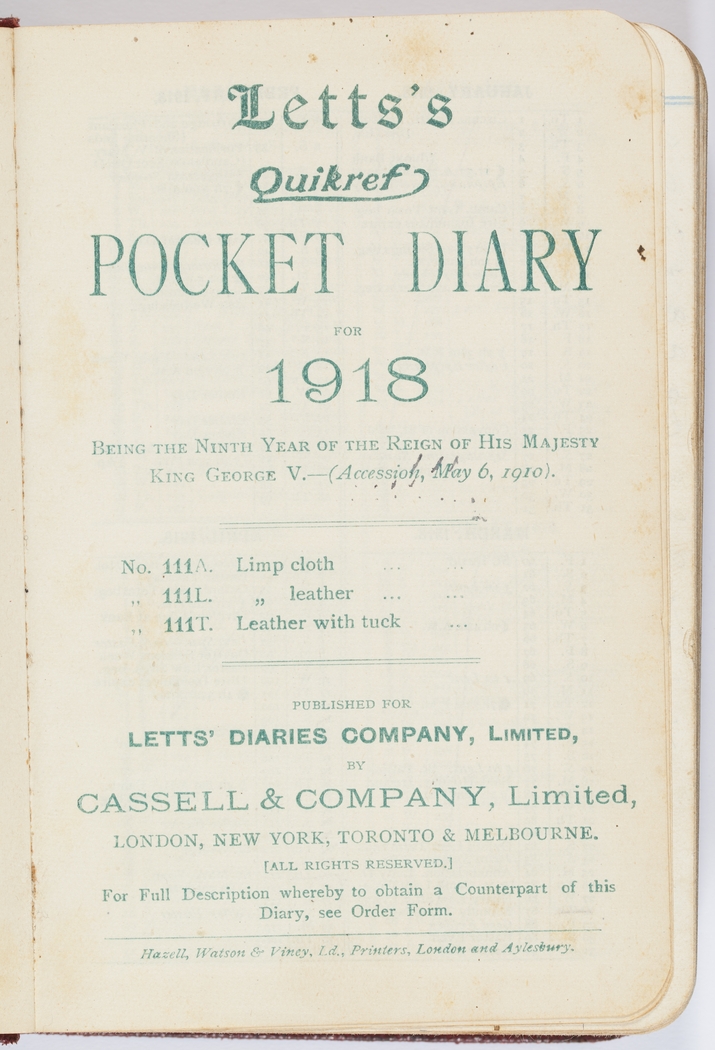 Letts's
Quikref
POCKET DIARY
FOR
1918
BEING THE NINTH YEAR OF THE REIGN OF HIS MAJESTY
KING GEORGE V.—(Accession, May 6, 1910).
No. 111A. Limp cloth ... ...
„ 111L. „ leather ... ...
„ 111T. Leather with tuck ...
PUBLISHED FOR
LETTS' DIARIES COMPANY, LIMITED,
BY
CASSELL & COMPANY, Limited,
LONDON, NEW YORK, TORONTO & MELBOURNE.
[ALL RIGHTS RESERVED.]
For Full Description whereby to obtain a Counterpart of this
Diary, see Order Form.
Hazell, Watson & Viney, Ld., Printers, London and Aylesbury.